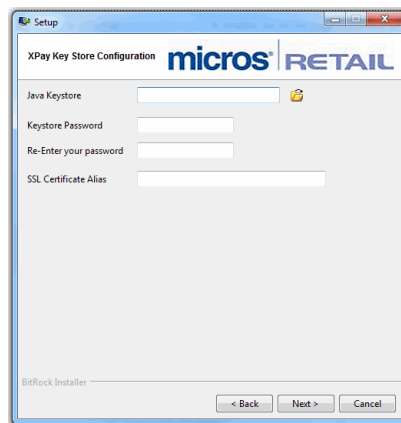 Setup
XPay Key Store Configuration
micros® RETAIL
Java Keystore
Keystore Password
Re-Enter your password
SSL Certificate Alias
BitRock Installer
< Back Next > Cancel